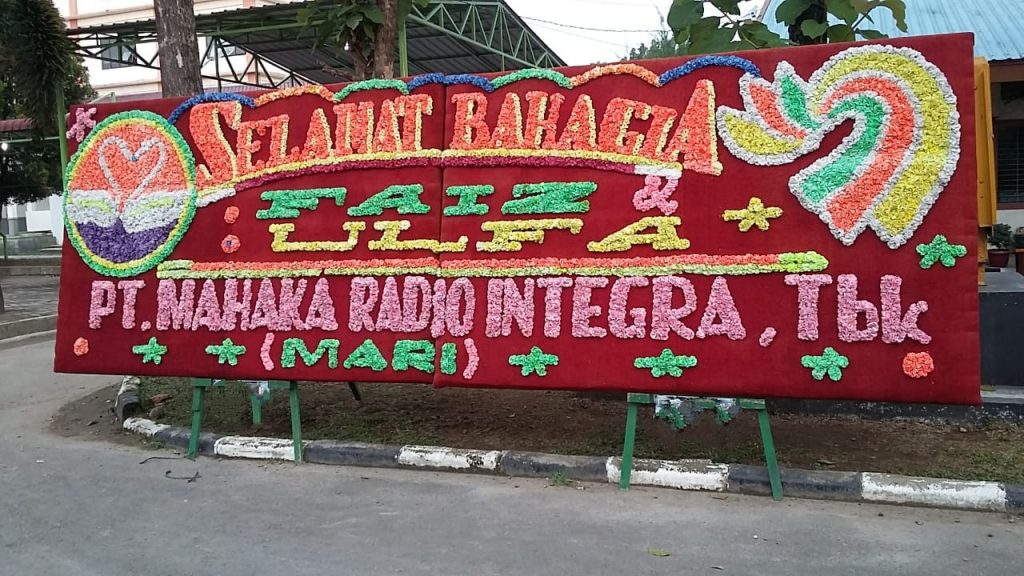 SELAMAT BAHAGIA
FAIZ &
ULFA
PT. MAHAKA RADIO INTEGRA, Tbk
(MARI)